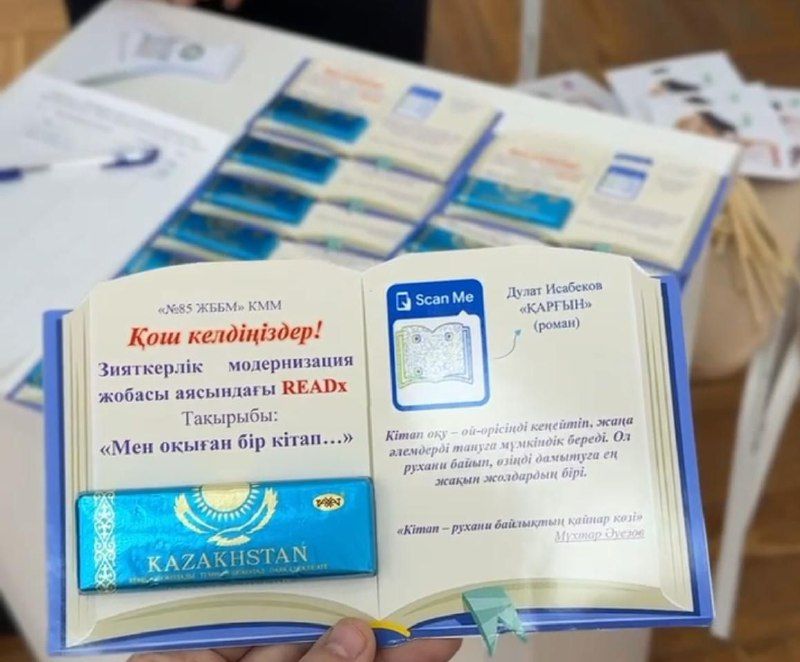 «№85 ЖББМ» КММ
Қош келдіңіздер!
Зияткерлік модернизация
жобасы аясындағы READx
Тақырыбы:
«Мен оқыған бір кітап...»
KAZAKHSTAN
Scan Me
Дулат Исабеков
«ҚАРҒЫН»
(роман)
Кітап оқу – ой-өрісіңді кеңейтіп, жаңа
әлемдерді тануға мүмкіндік береді. Ол
рухани байып, өзіңді дамытуға ең
жақын жолдардың бірі.
«Кітап – рухани байлықтың қайнар көзі»
Мұхтар Әуезов